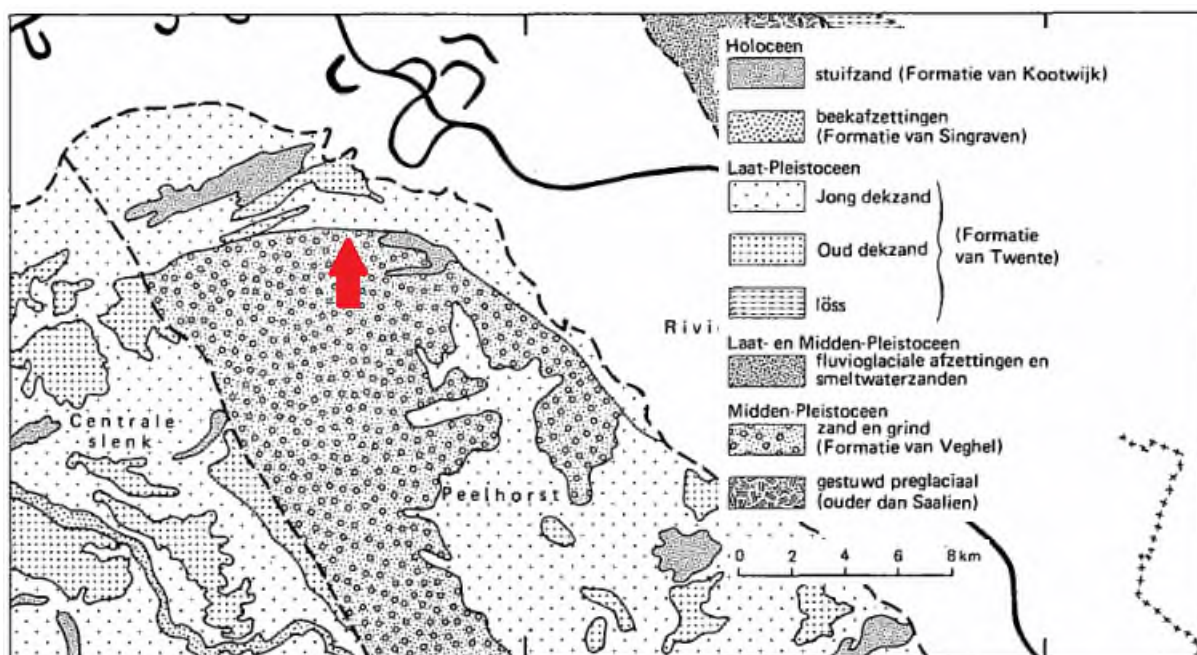 Holoceen
stuifzand (Formatie van Kootwijk)
beekafzettingen
(Formatie van Singraven)
Laat-Pleistoceen
Jong dekzand
Oud dekzand
(Formatie
van Twente)
löss
Laat- en Midden-Pleistoceen
fluvioglaciale afzettingen en
smeltwaterzanden
Midden-Pleistoceen
zand en grind
(Formatie van Veghel)
gestuwd preglaciaal
(ouder dan Saalien)
0 2 4 6 8 km
Rivi
Centrale
slenk
Peelhorst